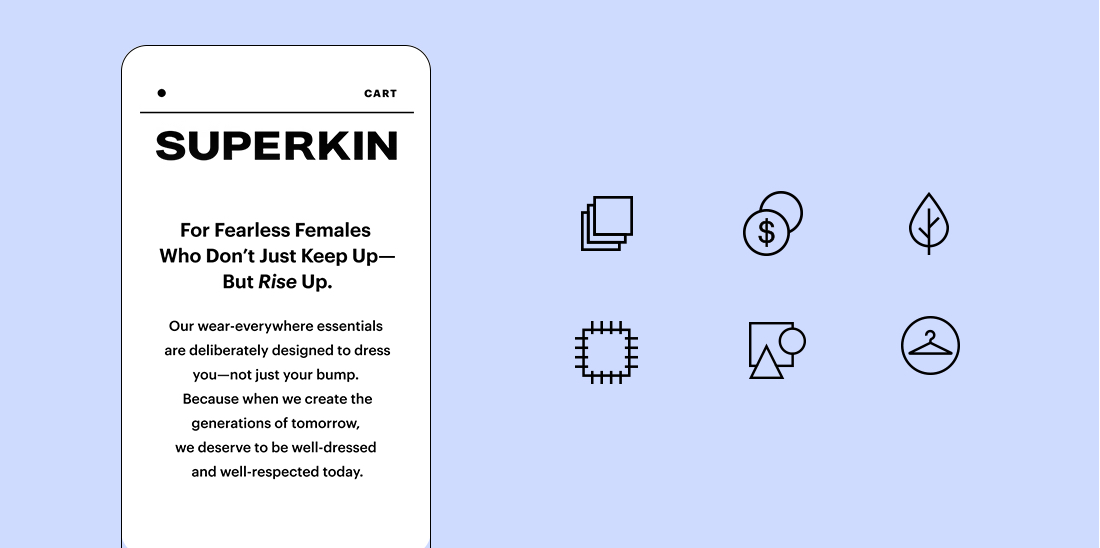 CART
SUPERKIN
For Fearless Females
Who Don’t Just Keep Up—
But Rise Up.
Our wear-everywhere essentials
are deliberately designed to dress
you—not just your bump.
Because when we create the
generations of tomorrow,
we deserve to be well-dressed
and well-respected today.
$